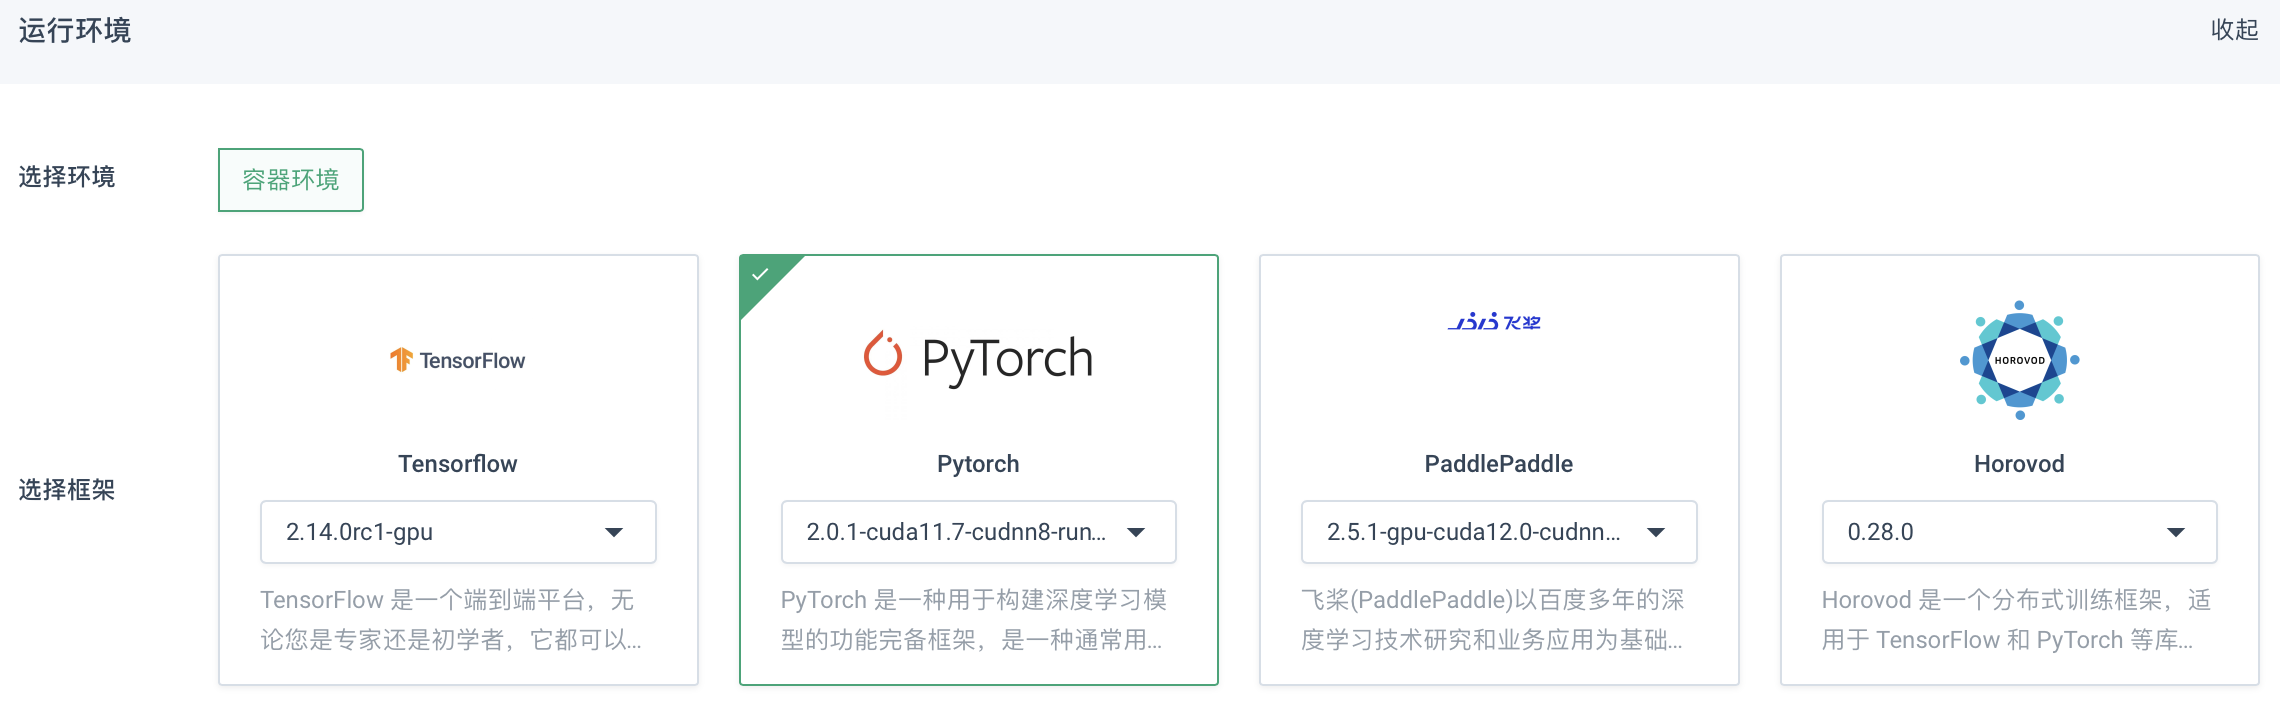 运行环境
收起
选择环境
容器环境
选择框架
TensorFlow
Tensorflow
2.14.0rc1-gpu
TensorFlow 是一个端到端平台，无
论您是专家还是初学者，它都可以...
PyTorch
Pytorch
2.0.1-cuda11.7-cudnn8-run...
PyTorch 是一种用于构建深度学习模
型的功能完备框架，是一种通常用...
飞桨
PaddlePaddle
2.5.1-gpu-cuda12.0-cudnn...
飞桨(PaddlePaddle)以百度多年的深
度学习技术研究和业务应用为基础...
HOROVOD
Horovod
0.28.0
Horovod 是一个分布式训练框架，适
用于 TensorFlow 和 PyTorch 等库...